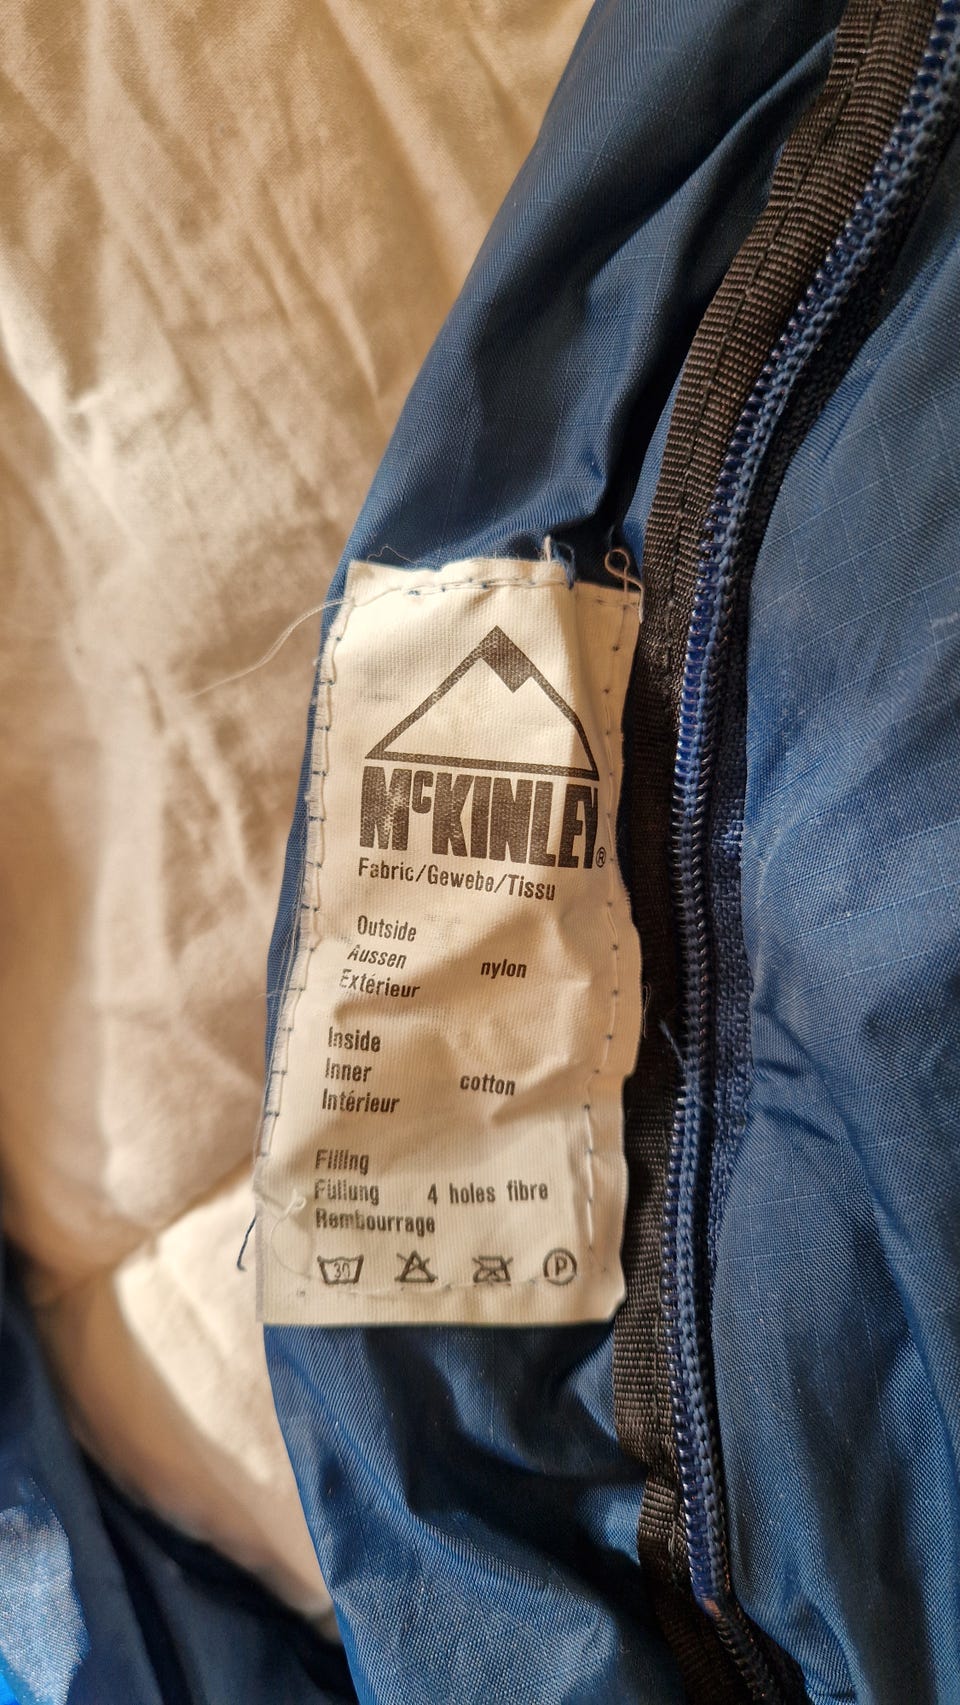 McKINLEY®
Fabric/Gewebe/Tissu
Outside
Aussen nylon
Extérieur
Inside
Inner cotton
Intérieur
Filling
Füllung 4 holes fibre
Rembourrage
30 P